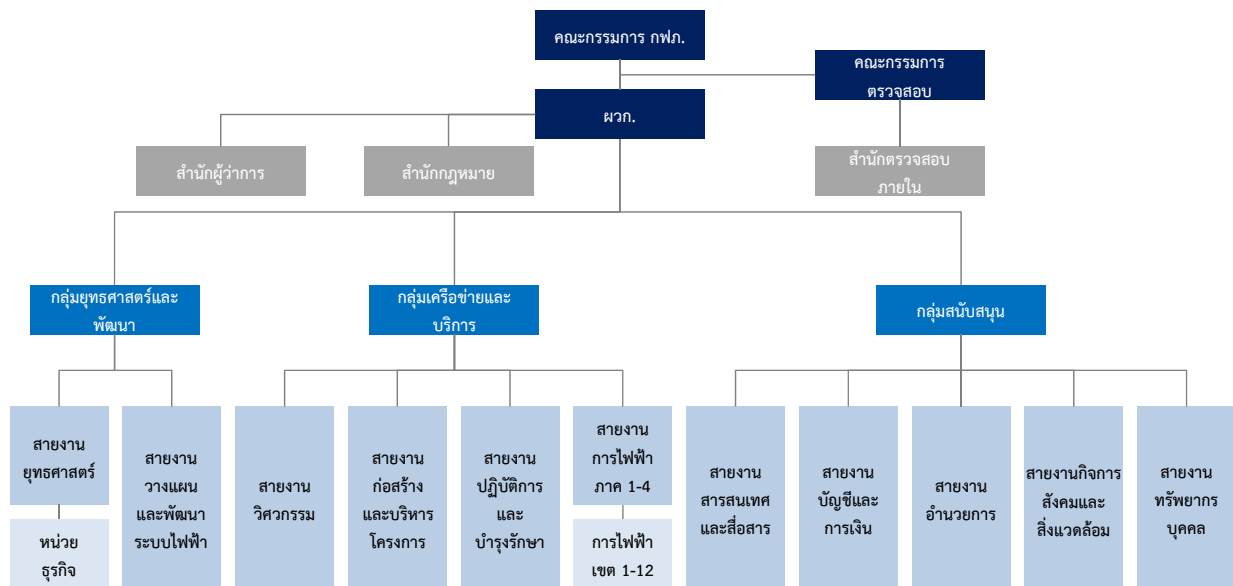 คณะกรรมการ กฟภ.
คณะกรรมการ
ตรวจสอบ
ผวก.
สำนักผู้ว่าการ
สำนักกฎหมาย
สำนักตรวจสอบ
ภายใน
กลุ่มยุทธศาสตร์และ
พัฒนา
กลุ่มเครือข่ายและ
บริการ
กลุ่มสนับสนุน
สายงาน
ยุทธศาสตร์
หน่วย
ธุรกิจ
สายงาน
วางแผน
และพัฒนา
ระบบไฟฟ้า
สายงาน
วิศวกรรม
สายงาน
ก่อสร้าง
และบริหาร
โครงการ
สายงาน
ปฏิบัติการ
และ
บำรุงรักษา
สายงาน
การไฟฟ้า
ภาค 1-4
การไฟฟ้า
เขต 1-12
สายงาน
สารสนเทศ
และสื่อสาร
สายงาน
บัญชีและ
การเงิน
สายงาน
อำนวยการ
สายงานกิจการ
สังคมและ
สิ่งแวดล้อม
สายงาน
ทรัพยากร
บุคคล